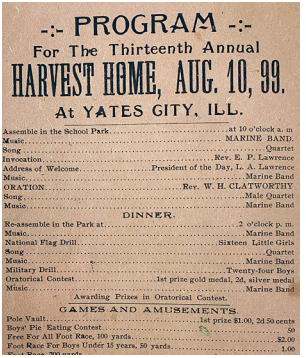 -:- PROGRAM -:-
For The Thirteenth Annual
HARVEST HOME, AUG. 10, 99.
At YATES CITY, ILL.
Assemble in the School Park at 10 o'clock a. m
Music MARINE BAND.
Song Quartet
Invocation Rev. E. P. Lawrence
Address of Welcome President of the Day, L. A. Lawrence
Music Marine Band
ORATION. Rev. W. H. CLATWORTHY
Song Male Quartet
Music Marine Band
DINNER.
Re-assemble in the Park at 2 o'clock p. m.
Music Marine Band
National Flag Drill Sixteen Little Girls
Song Quartet
Music Marine Band
Military Drill Twenty-four Boys
Oratorical Contest 1st prize gold medal, 2d, silver medal
Music Marine Band
Awarding Prizes in Oratorical Contest.
GAMES AND AMUSEMENTS.
Pole Vault 1st prize $1.00, 2d 50 cents
Boys' Pie Eating Contest 50
Free For All Foot Race, 100 yards $2.00
Foot Race For Boys Under 15 years, 50 yards 1.00